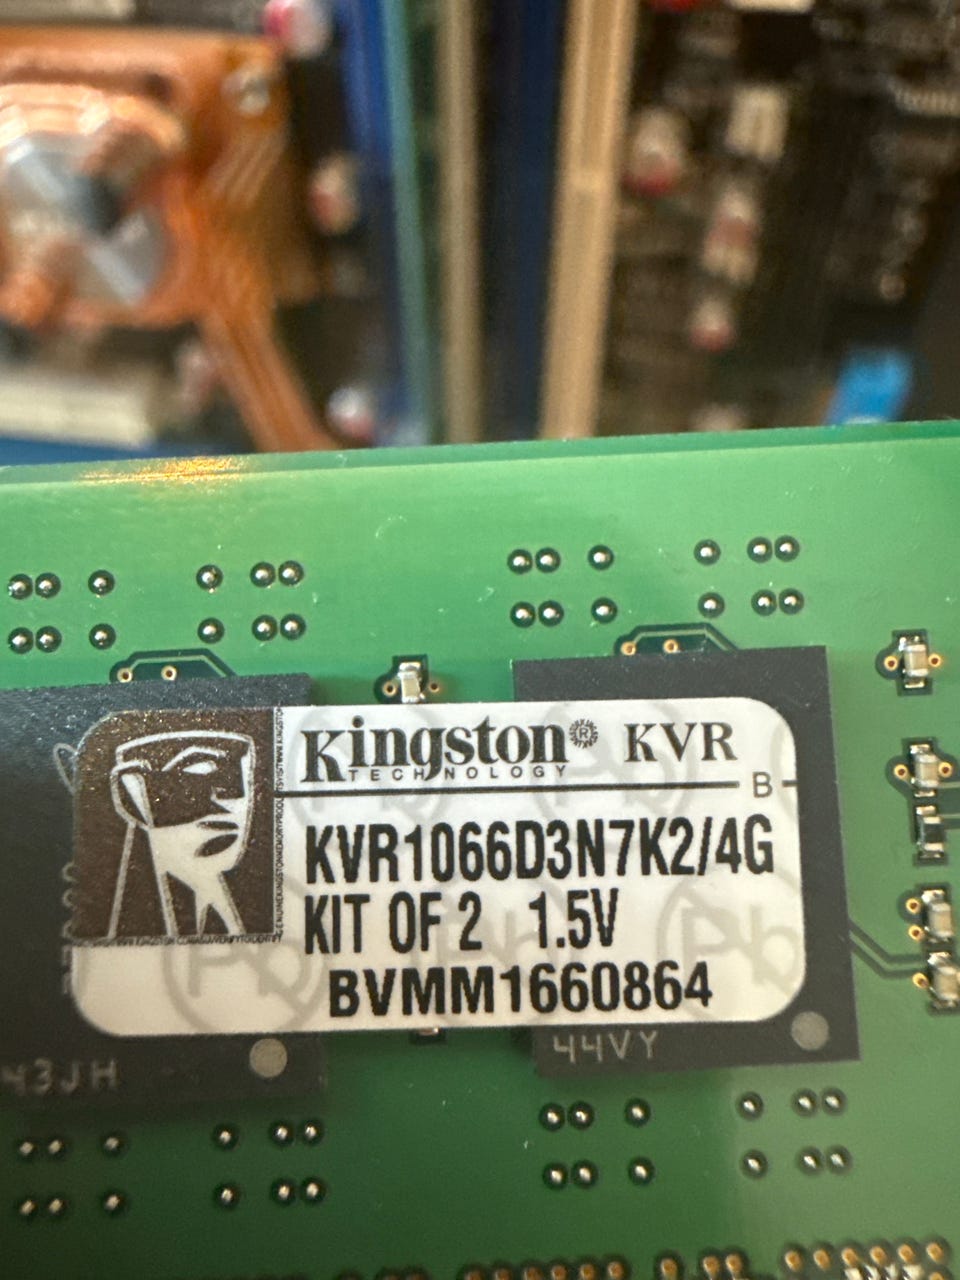 Kingston® KVR
TECHNOLOGY
B
KVR1066D3N7K2/4G
KIT OF 2 1.5V
BVMM1660864
43JH
44VY